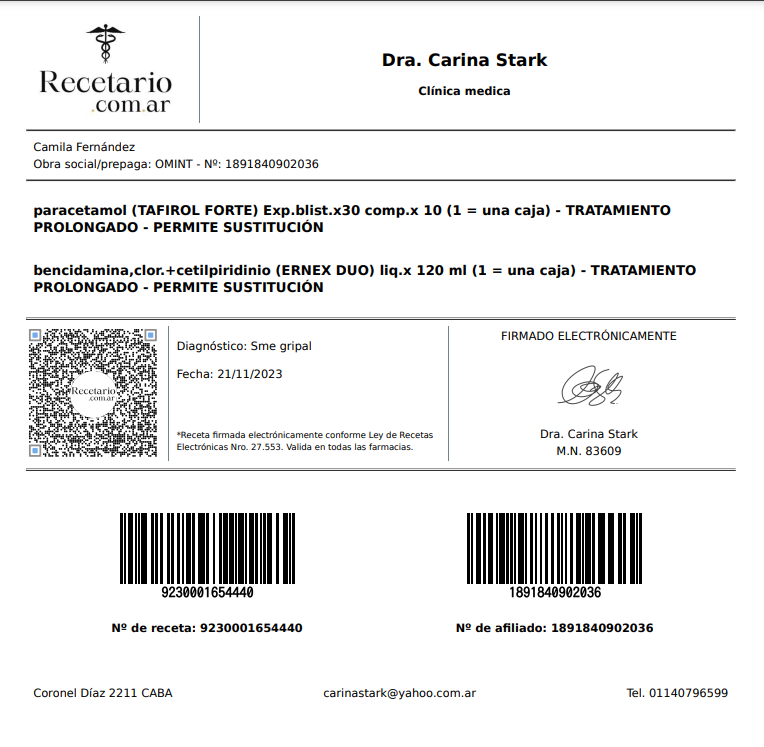 Recetario
.com.ar
Dra. Carina Stark
Clínica medica
Camila Fernández
Obra social/prepaga: OMINT - Nº: 1891840902036
paracetamol (TAFIROL FORTE) Exp.blist.x30 comp.x 10 (1 = una caja) - TRATAMIENTO
PROLONGADO - PERMITE SUSTITUCIÓN
bencidamina,clor.+cetilpiridinio (ERNEX DUO) liq.x 120 ml (1 = una caja) - TRATAMIENTO
PROLONGADO - PERMITE SUSTITUCIÓN
Recetario
.com.ar
Diagnóstico: Sme gripal
Fecha: 21/11/2023
*Receta firmada electrónicamente conforme Ley de Recetas
Electrónicas Nro. 27.553. Valida en todas las farmacias.
FIRMADO ELECTRÓNICAMENTE
Dra. Carina Stark
M.N. 83609
9230001654440
Nº de receta: 9230001654440
1891840902036
Nº de afiliado: 1891840902036
Coronel Díaz 2211 CABA
carinastark@yahoo.com.ar
Tel. 01140796599